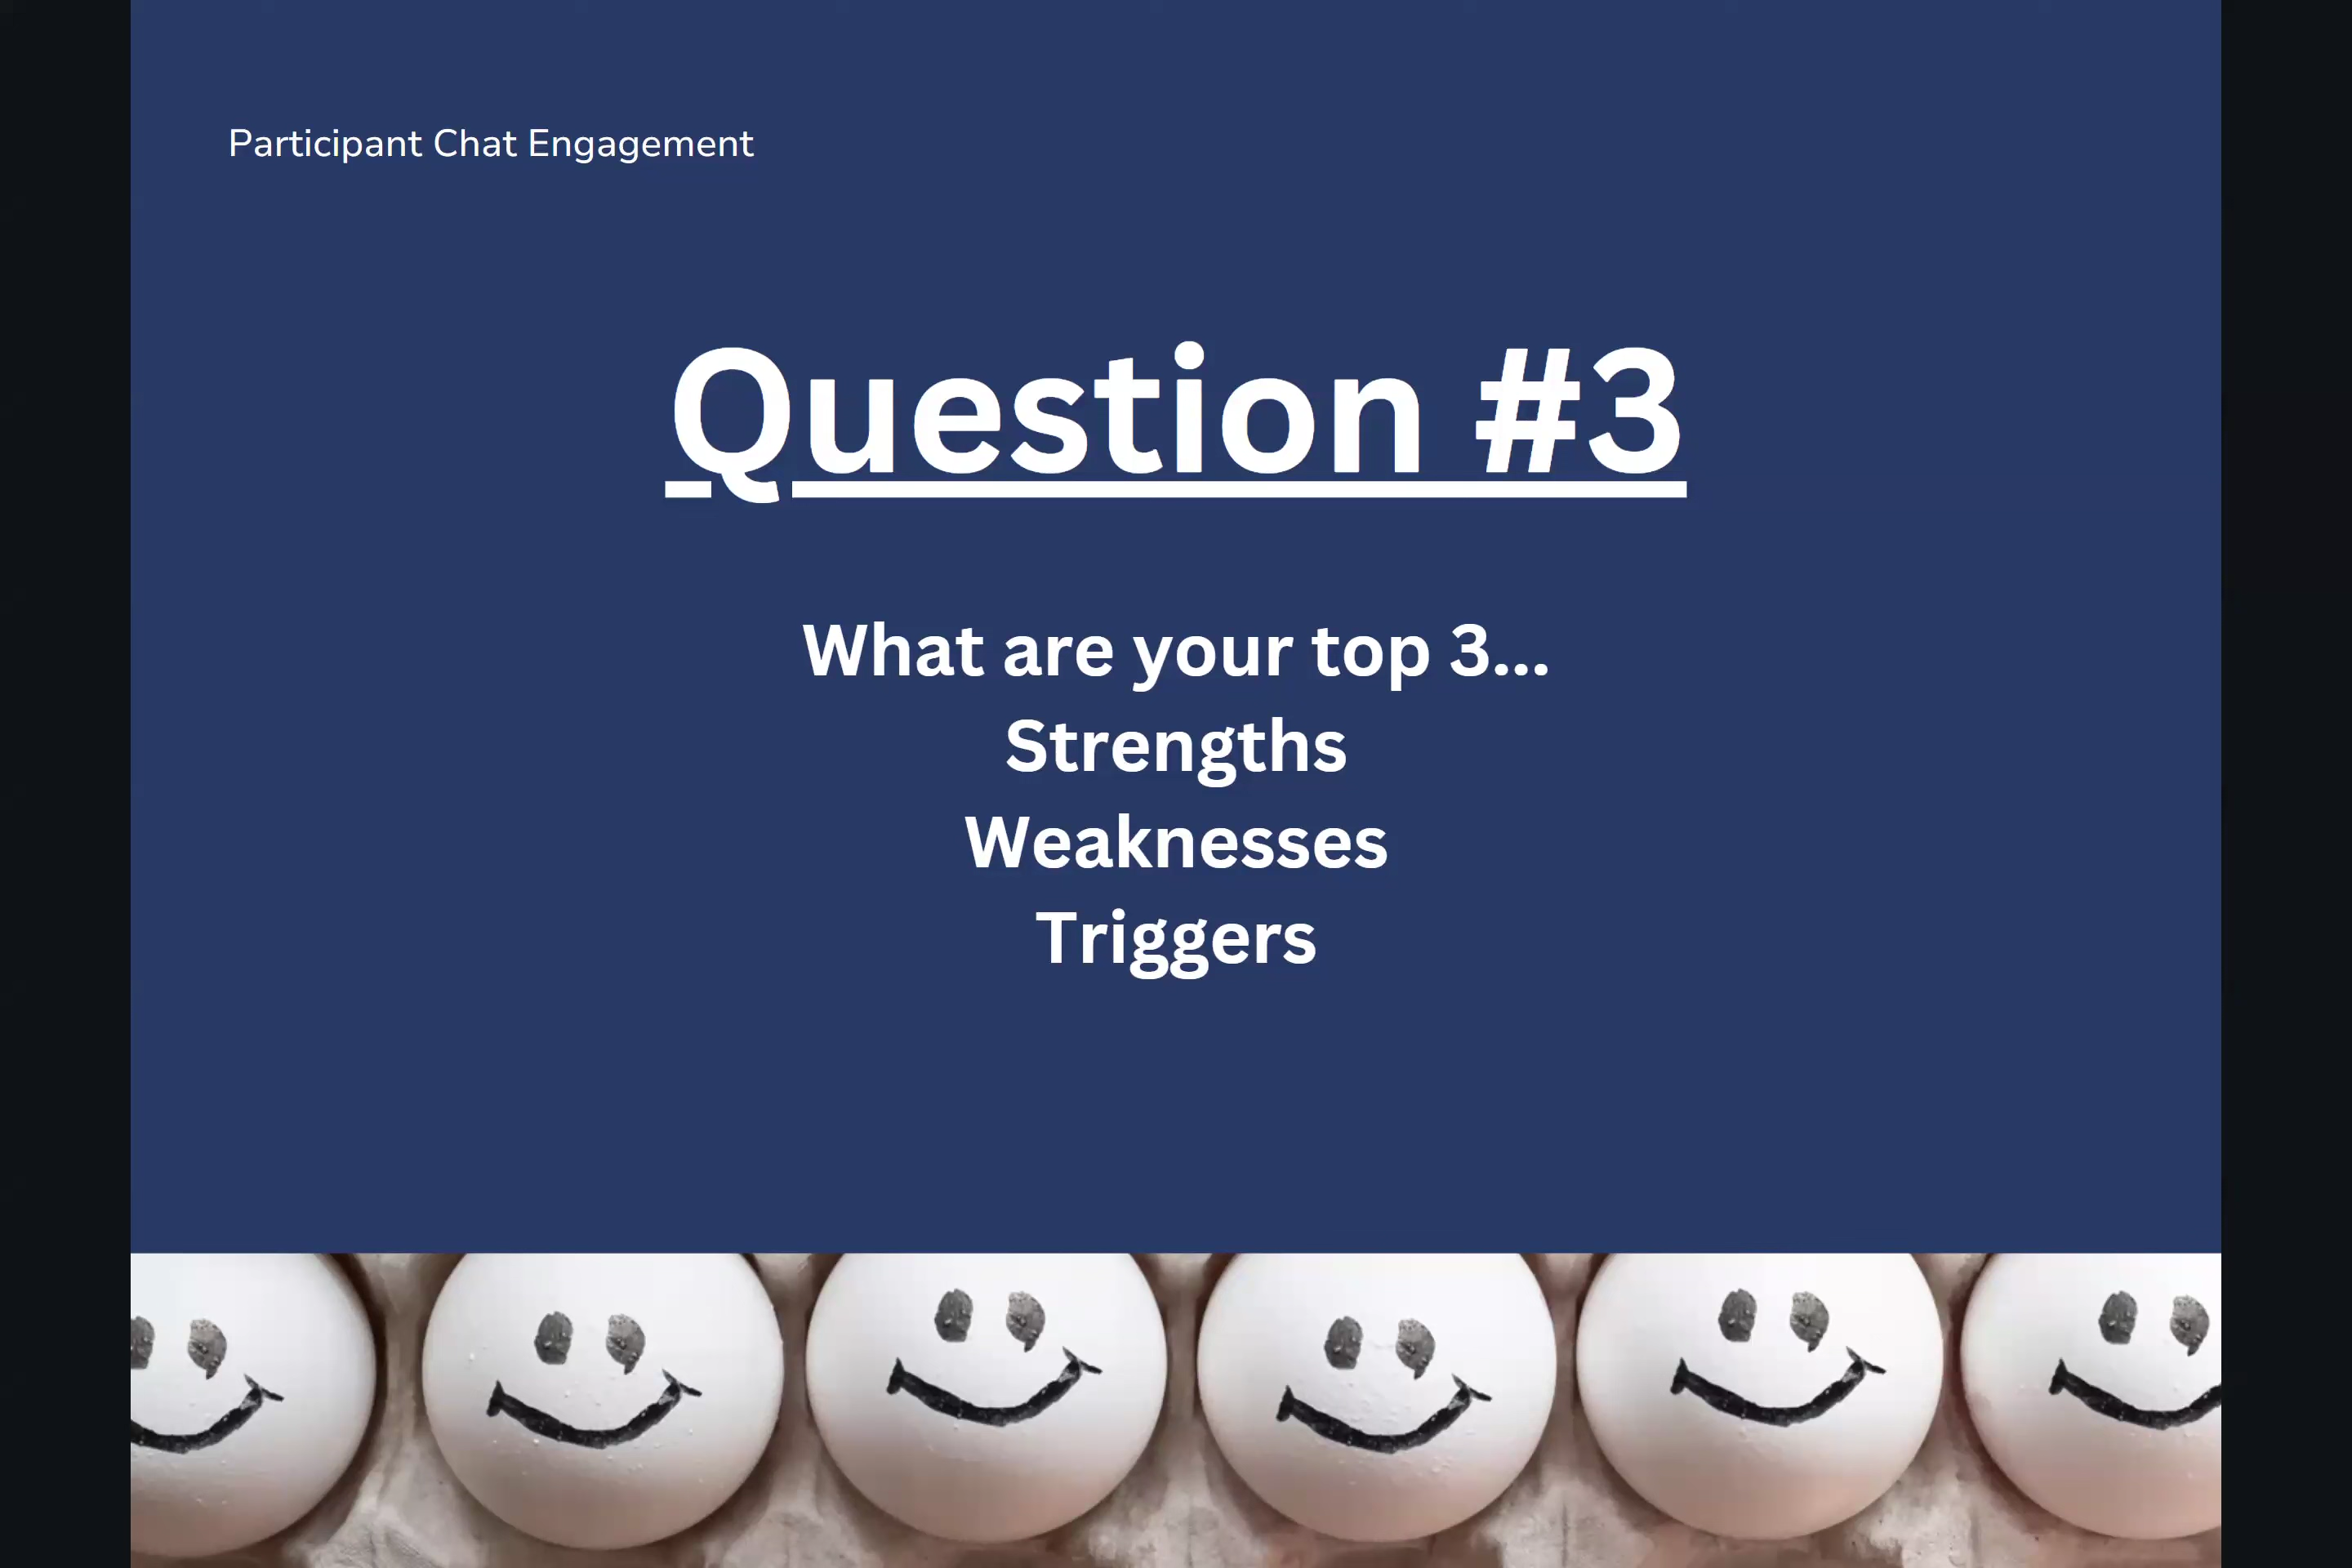 Participant Chat Engagement
Question #3
What are your top 3...
Strengths
Weaknesses
Triggers